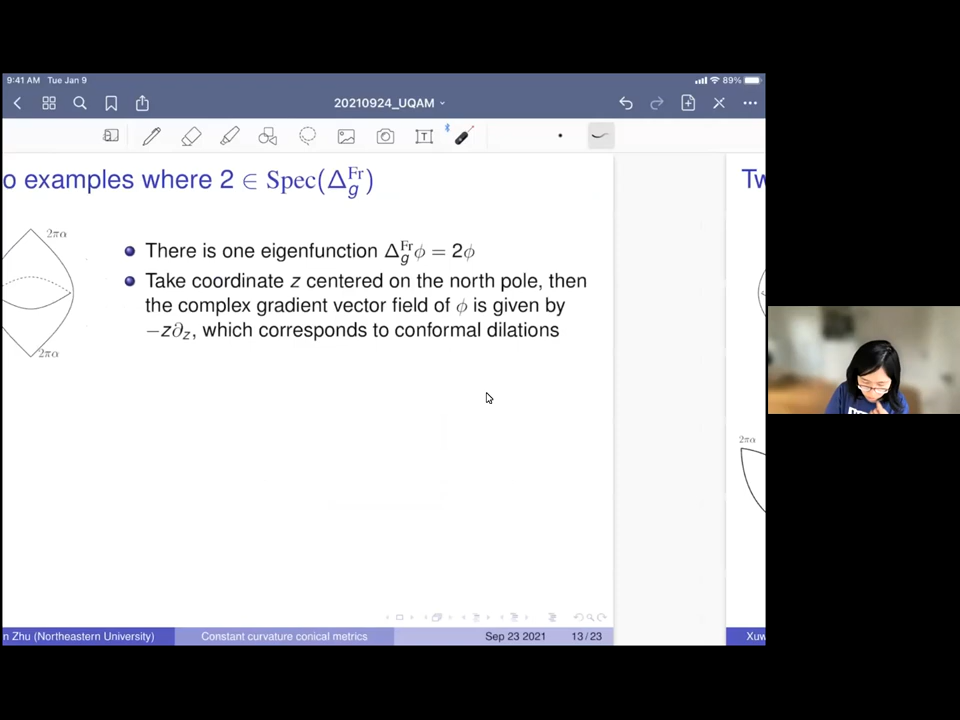 9:41 AM Tue Jan 9
89%
20210924_UQAM
o examples where 2 ∈ Spec(Δ_g^Fr)
Tw
2πα
There is one eigenfunction Δ_g^Fr ϕ = 2ϕ
Take coordinate z centered on the north pole, then
the complex gradient vector field of ϕ is given by
−z∂_z, which corresponds to conformal dilations
2πα
2πα
n Zhu (Northeastern University)
Constant curvature conical metrics
Sep 23 2021
13/23
Xuw